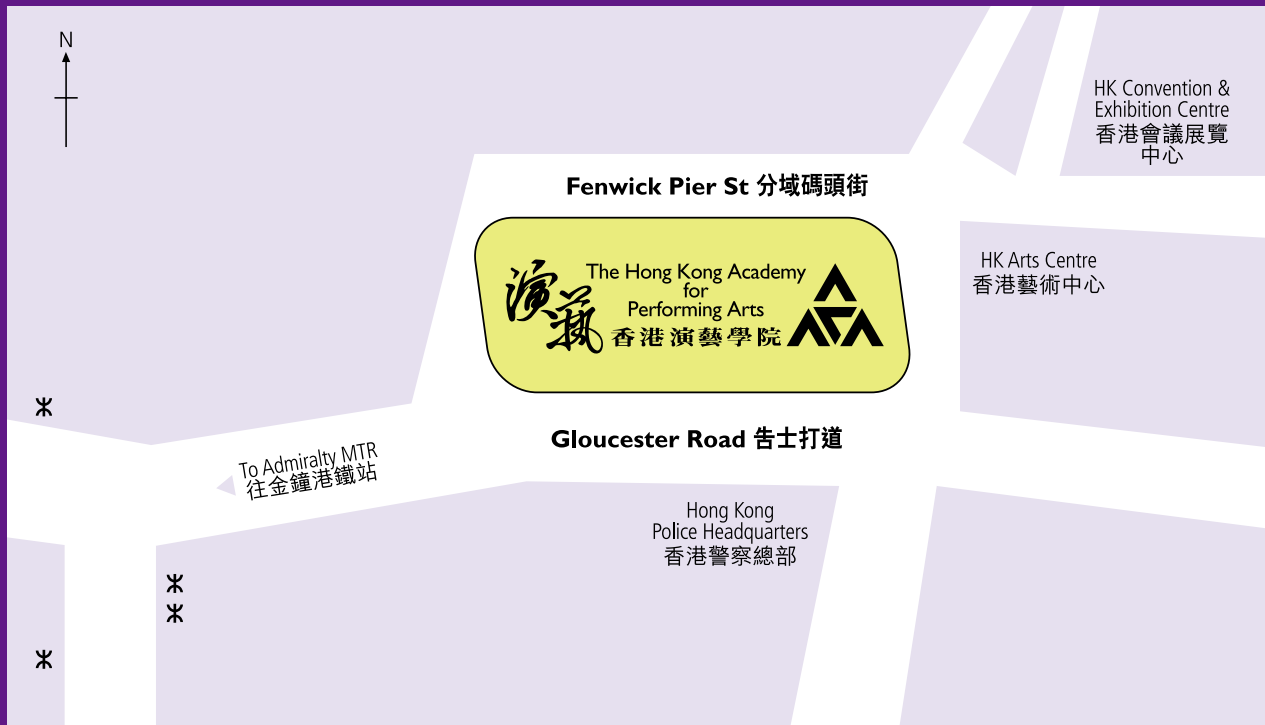 N
HK Convention &
Exhibition Centre
香港會議展覽
中心
Fenwick Pier St 分域碼頭街
HK Arts Centre
香港藝術中心
演藝
The Hong Kong Academy
for
Performing Arts
香港演藝學院
Gloucester Road 告士打道
To Admiralty MTR
往金鐘港鐵站
Hong Kong
Police Headquarters
香港警察總部